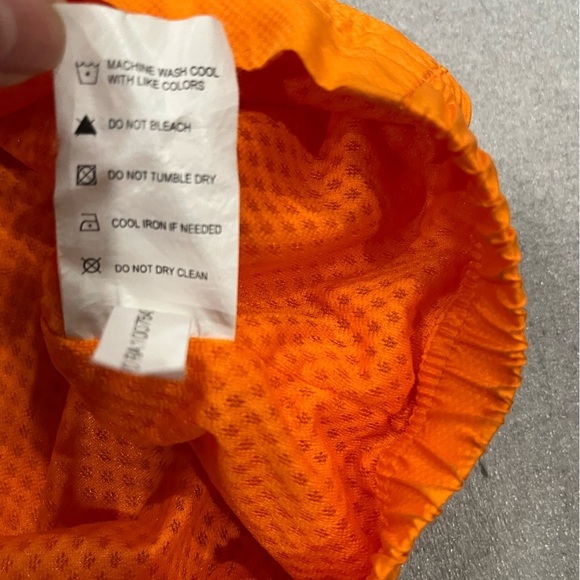 MACHINE WASH COOL
WITH LIKE COLORS
DO NOT BLEACH
DO NOT TUMBLE DRY
COOL IRON IF NEEDED
DO NOT DRY CLEAN